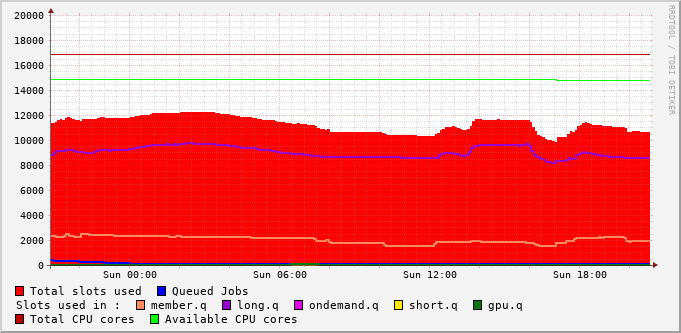 20000
18000
16000
14000
12000
10000
8000
6000
4000
2000
0
Sun 00:00 Sun 06:00 Sun 12:00 Sun 18:00
RRDTOOL / TOBI OETIKER
Total slots used Queued Jobs
Slots used in : member.q long.q ondemand.q short.q gpu.q
Total CPU cores Available CPU cores